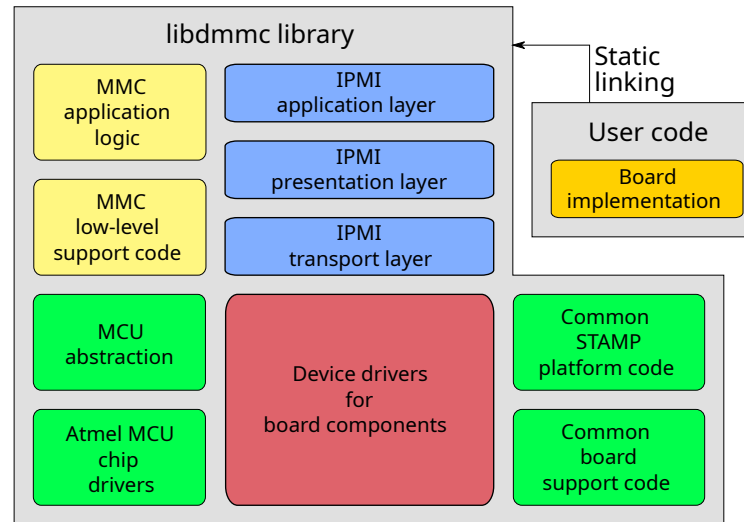 libdmmc library
MMC
application
logic
IPMI
application layer
Static
linking
User code
Board
implementation
IPMI
presentation layer
MMC
low-level
support code
IPMI
transport layer
MCU
abstraction
Device drivers
for
board components
Common
STAMP
platform code
Atmel MCU
chip
drivers
Common
board
support code